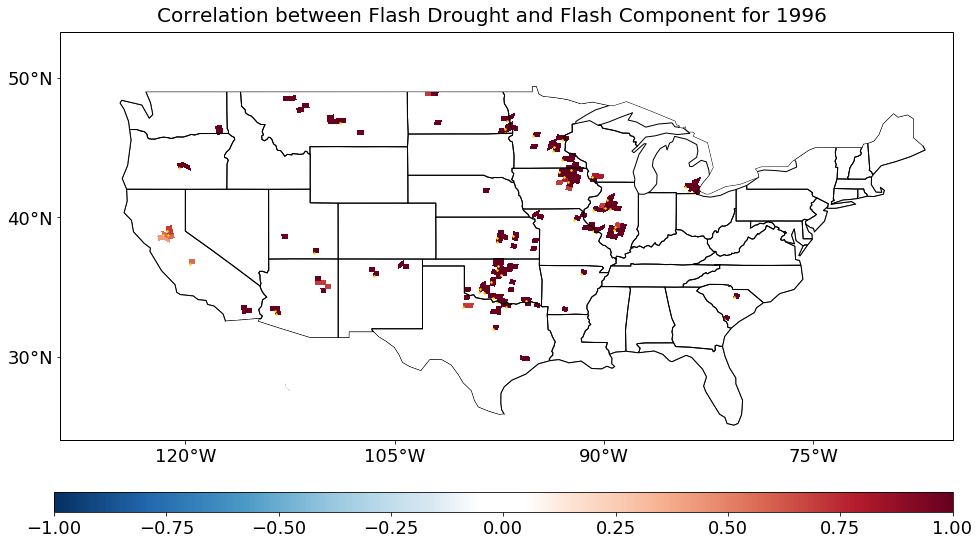 Correlation between Flash Drought and Flash Component for 1996
50°N
40°N
30°N
120°W 105°W 90°W 75°W
−1.00 −0.75 −0.50 −0.25 0.00 0.25 0.50 0.75 1.00